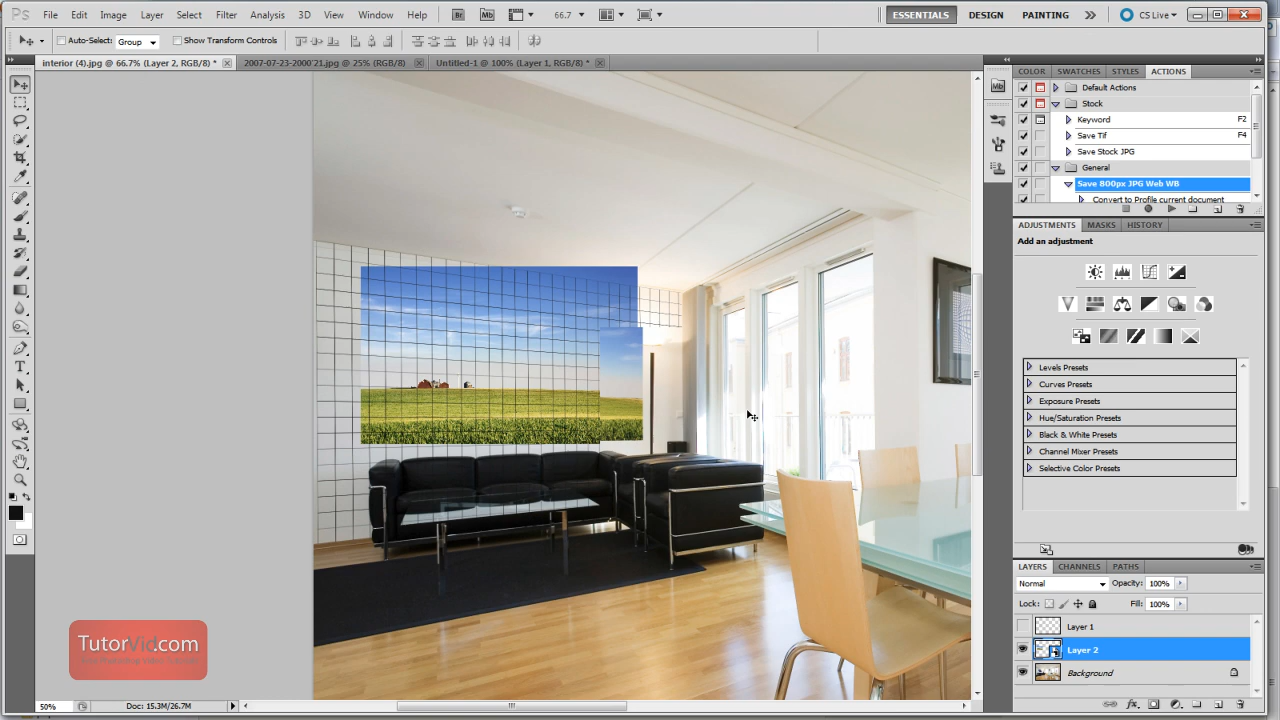 Ps File Edit Image Layer Select Filter Analysis 3D View Window Help Br Mb 66.7 ESSENTIALS DESIGN PAINTING CS Live
Auto-Select: Group Show Transform Controls
interior (4).jpg @ 66.7% (Layer 2, RGB/8) * 2007-07-23-2000'21.jpg @ 25% (RGB/8) Untitled-1 @ 100% (Layer 1, RGB/8) *
COLOR SWATCHES STYLES ACTIONS
Mb
Default Actions
Stock
Keyword F2
Save Tif F4
Save Stock JPG
General
Save 800px JPG Web WB
Convert to Profile current document
ADJUSTMENTS MASKS HISTORY
Add an adjustment
Levels Presets
Curves Presets
Exposure Presets
Hue/Saturation Presets
Black & White Presets
Channel Mixer Presets
Selective Color Presets
LAYERS CHANNELS PATHS
Normal Opacity: 100%
Lock: Fill: 100%
Layer 1
Layer 2
Background
TutorVid.com
50% Doc: 15.3M/26.7M